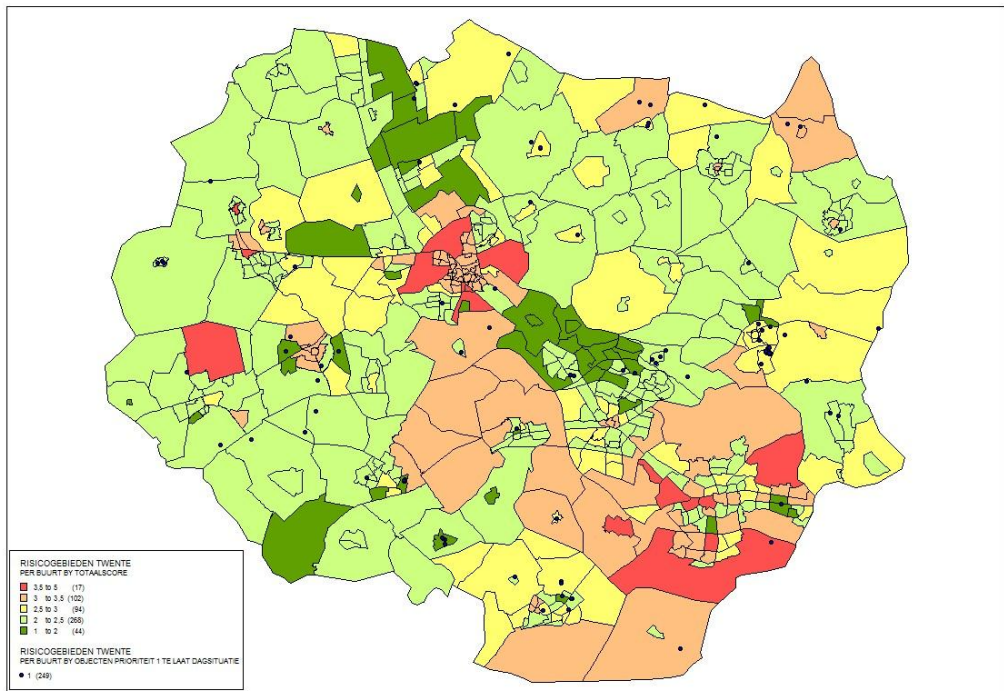 RISICOGEBIEDEN TWENTE
PER BUURT BY TOTAALSCORE
3,5 to 5 (17)
3 to 3,5 (102)
2,5 to 3 (94)
2 to 2,5 (268)
1 to 2 (44)
RISICOGEBIEDEN TWENTE
PER BUURT BY OBJECTEN PRIORITEIT 1 TE LAAT DAGSITUATIE
1 (249)